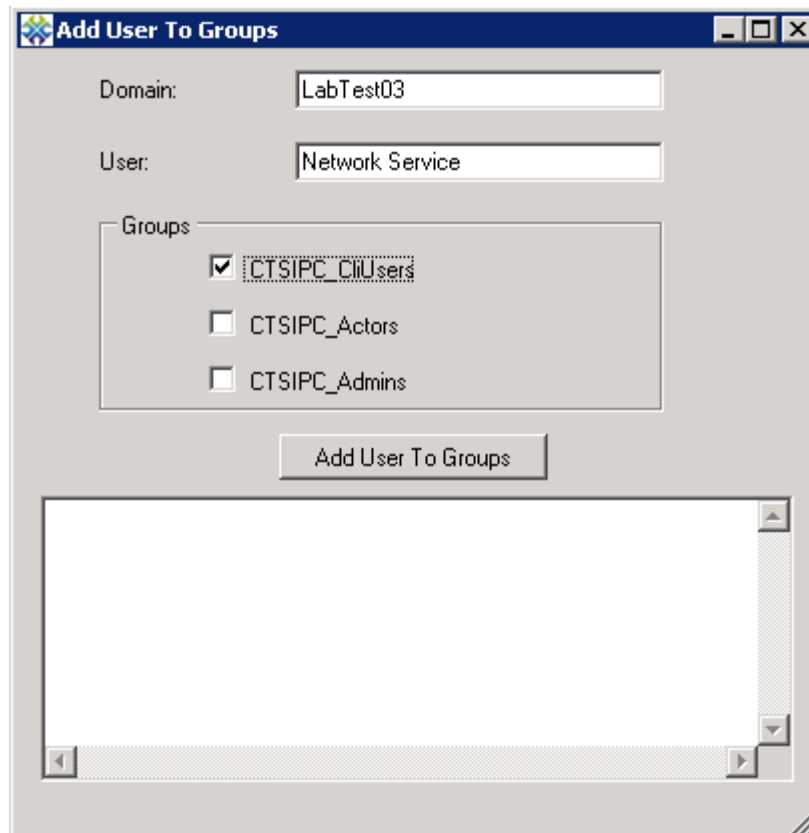 Add User To Groups
Domain: LabTest03
User: Network Service
Groups
CTSIPC_CliUsers
CTSIPC_Actors
CTSIPC_Admins
Add User To Groups